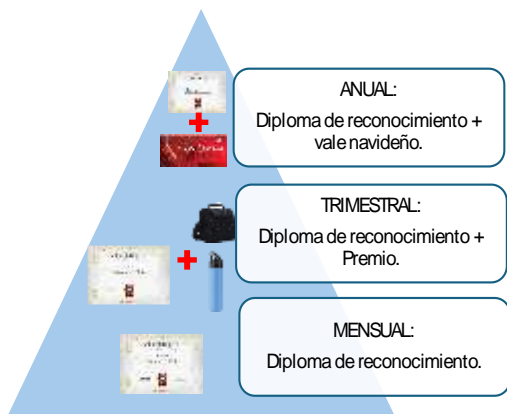 ANUAL:
Diploma de reconocimiento +
vale navideño.
TRIMESTRAL:
Diploma de reconocimiento +
Premio.
MENSUAL:
Diploma de reconocimiento.